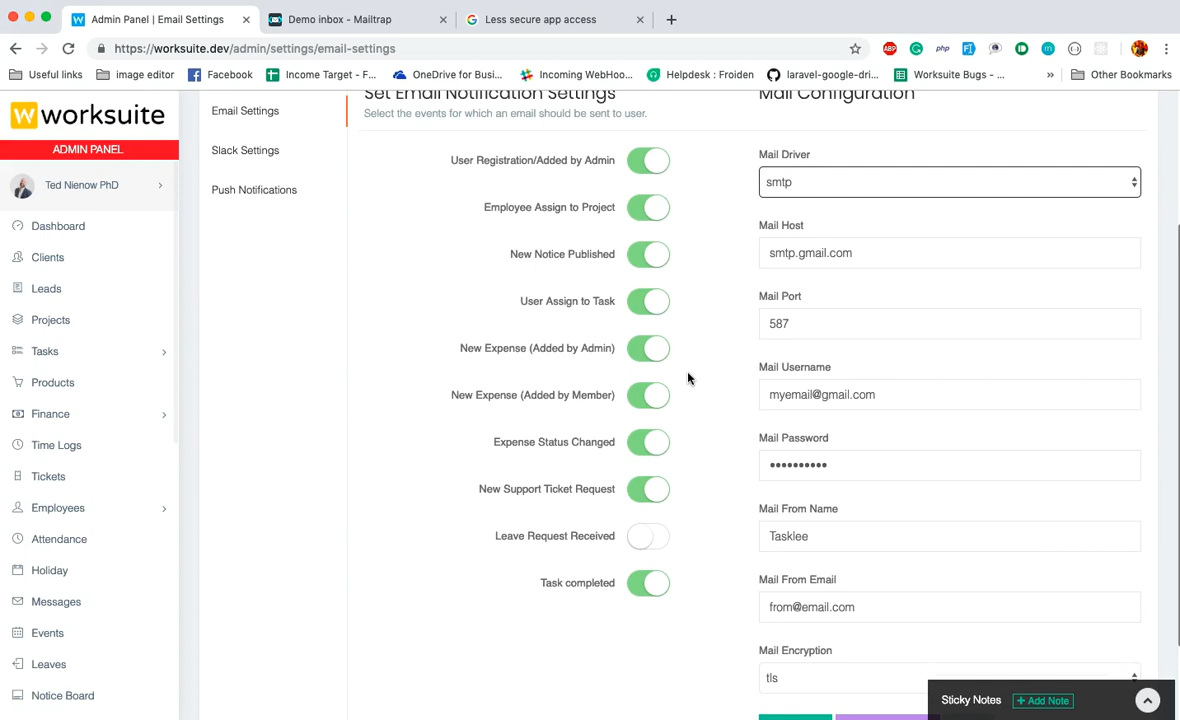 Admin Panel | Email Settings
Demo inbox - Mailtrap
Less secure app access
https://worksuite.dev/admin/settings/email-settings
Useful links
image editor
Facebook
Income Target - F...
OneDrive for Busi...
Incoming WebHoo...
Helpdesk : Froiden
laravel-google-dri...
Worksuite Bugs - ...
Other Bookmarks
worksuite
ADMIN PANEL
Ted Nienow PhD
Dashboard
Clients
Leads
Projects
Tasks
Products
Finance
Time Logs
Tickets
Employees
Attendance
Holiday
Messages
Events
Leaves
Notice Board
Email Settings
Slack Settings
Push Notifications
Set Email Notification Settings
Select the events for which an email should be sent to user.
User Registration/Added by Admin
Employee Assign to Project
New Notice Published
User Assign to Task
New Expense (Added by Admin)
New Expense (Added by Member)
Expense Status Changed
New Support Ticket Request
Leave Request Received
Task completed
Mail Configuration
Mail Driver
smtp
Mail Host
smtp.gmail.com
Mail Port
587
Mail Username
myemail@gmail.com
Mail Password
••••••••••
Mail From Name
Tasklee
Mail From Email
from@email.com
Mail Encryption
tls
Sticky Notes
+ Add Note